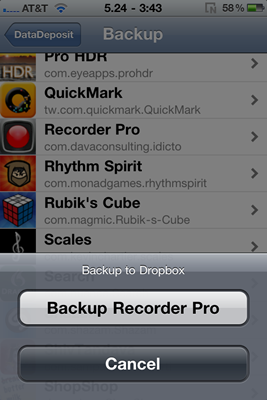 AT&T 5.24 - 3:43 58%
DataDeposit Backup
HDR
Pro HDR
com.eyeapps.prohdr
QuickMark
tw.com.quickmark.QuickMark
Recorder Pro
com.davaconsulting.idicto
Rhythm Spirit
com.monadgames.rhythmspirit
Rubik's Cube
com.magmic.Rubik-s-Cube
Scales
Backup to Dropbox
Search
Backup Recorder Pro
Cancel
ShopShop